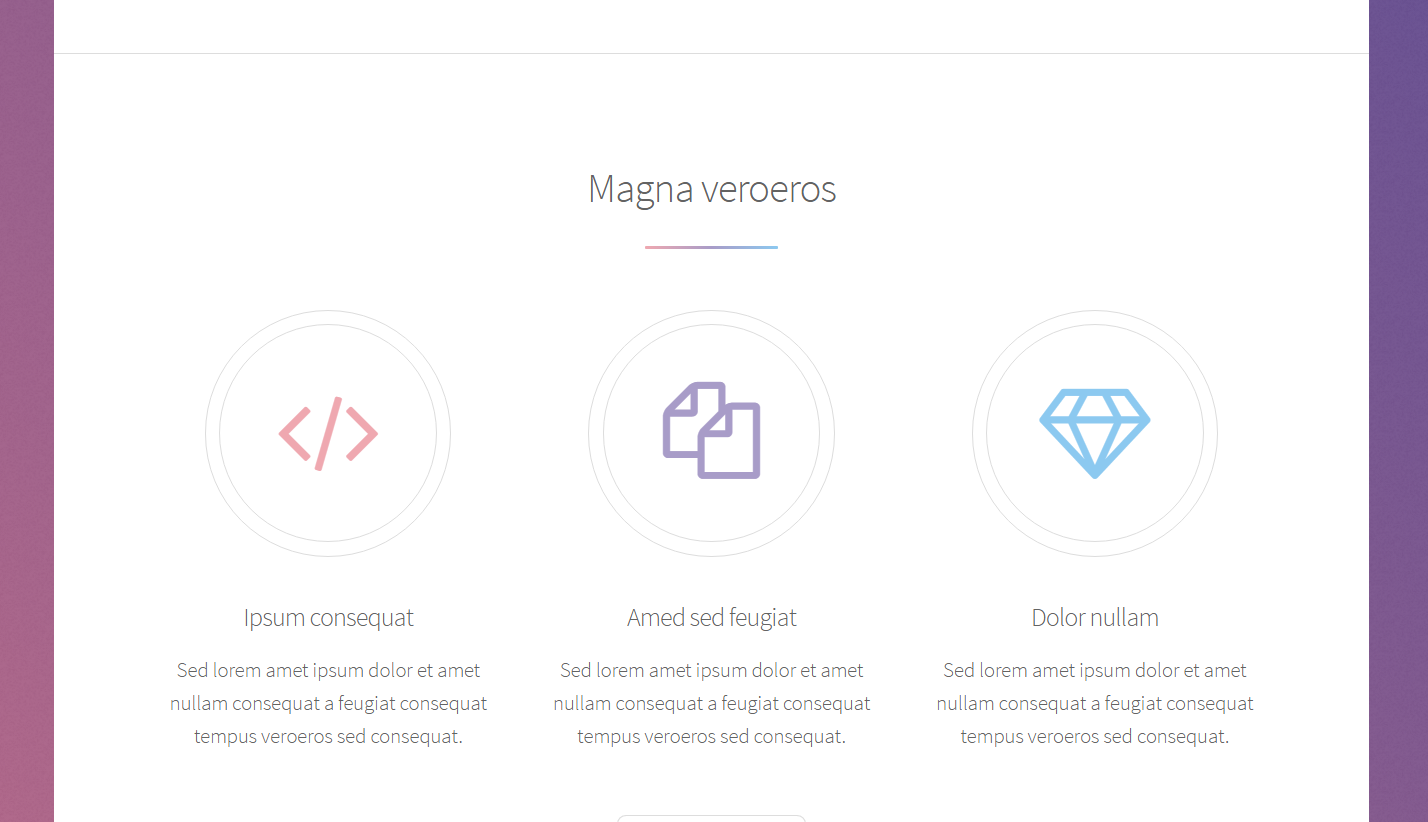 Magna veroeros
Ipsum consequat
Sed lorem amet ipsum dolor et amet
nullam consequat a feugiat consequat
tempus veroeros sed consequat.
Amed sed feugiat
Sed lorem amet ipsum dolor et amet
nullam consequat a feugiat consequat
tempus veroeros sed consequat.
Dolor nullam
Sed lorem amet ipsum dolor et amet
nullam consequat a feugiat consequat
tempus veroeros sed consequat.